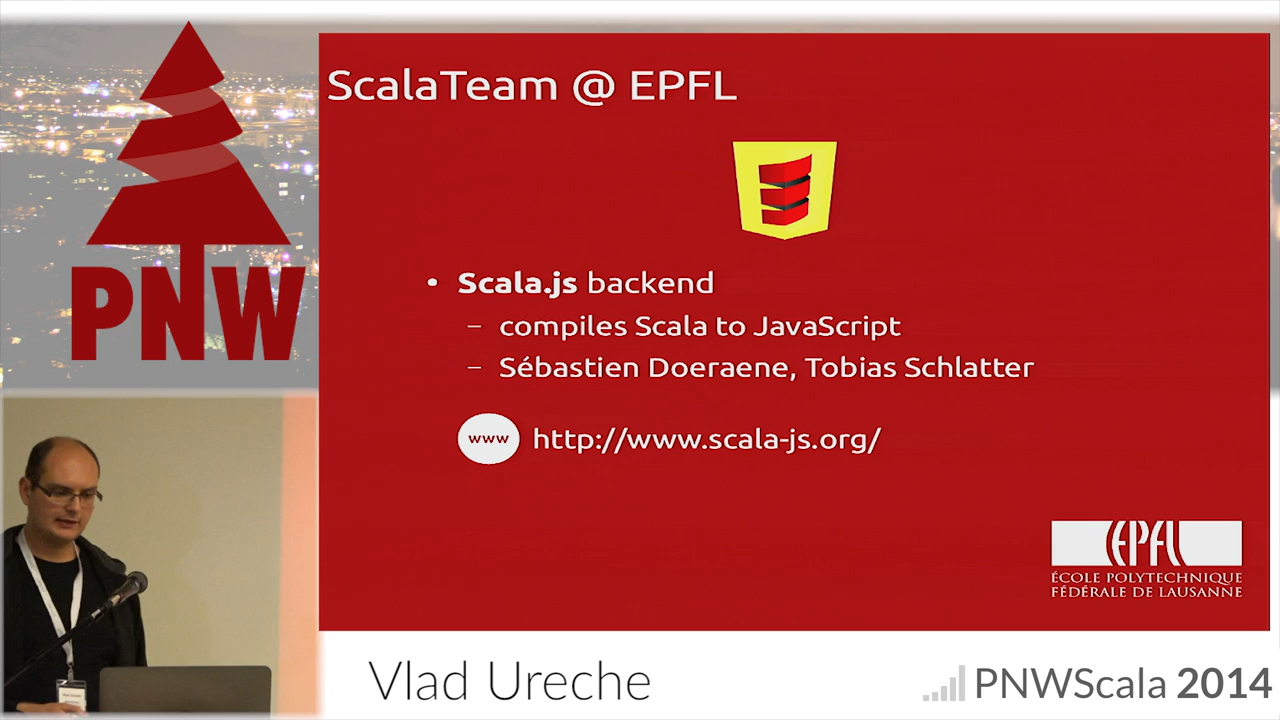 PNW
ScalaTeam @ EPFL
• Scala.js backend
– compiles Scala to JavaScript
– Sébastien Doeraene, Tobias Schlatter
www http://www.scala-js.org/
EPFL
ÉCOLE POLYTECHNIQUE
FÉDÉRALE DE LAUSANNE
Vlad Ureche
PNWScala 2014